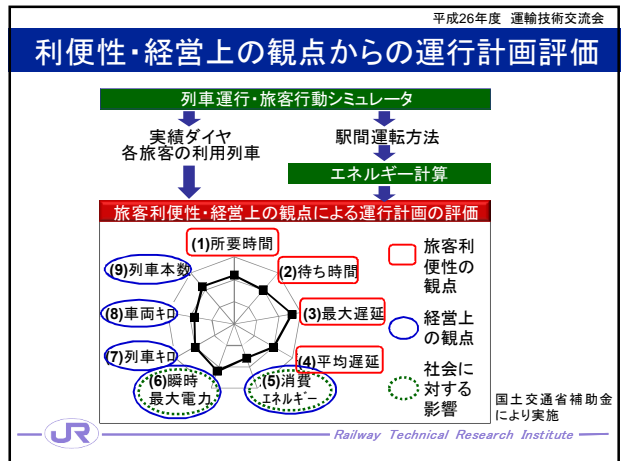 平成26年度 運輸技術交流会
利便性・経営上の観点からの運行計画評価
列車運行・旅客行動シミュレータ
実績ダイヤ
各旅客の利用列車
駅間運転方法
エネルギー計算
旅客利便性・経営上の観点による運行計画の評価
(1)所要時間
(2)待ち時間
(3)最大遅延
(4)平均遅延
(5)消費
エネルギー
(6)瞬時
最大電力
(7)列車キロ
(8)車両キロ
(9)列車本数
旅客利
便性の
観点
経営上
の観点
社会に
対する
影響
国土交通省補助金
により実施
JR
Railway Technical Research Institute